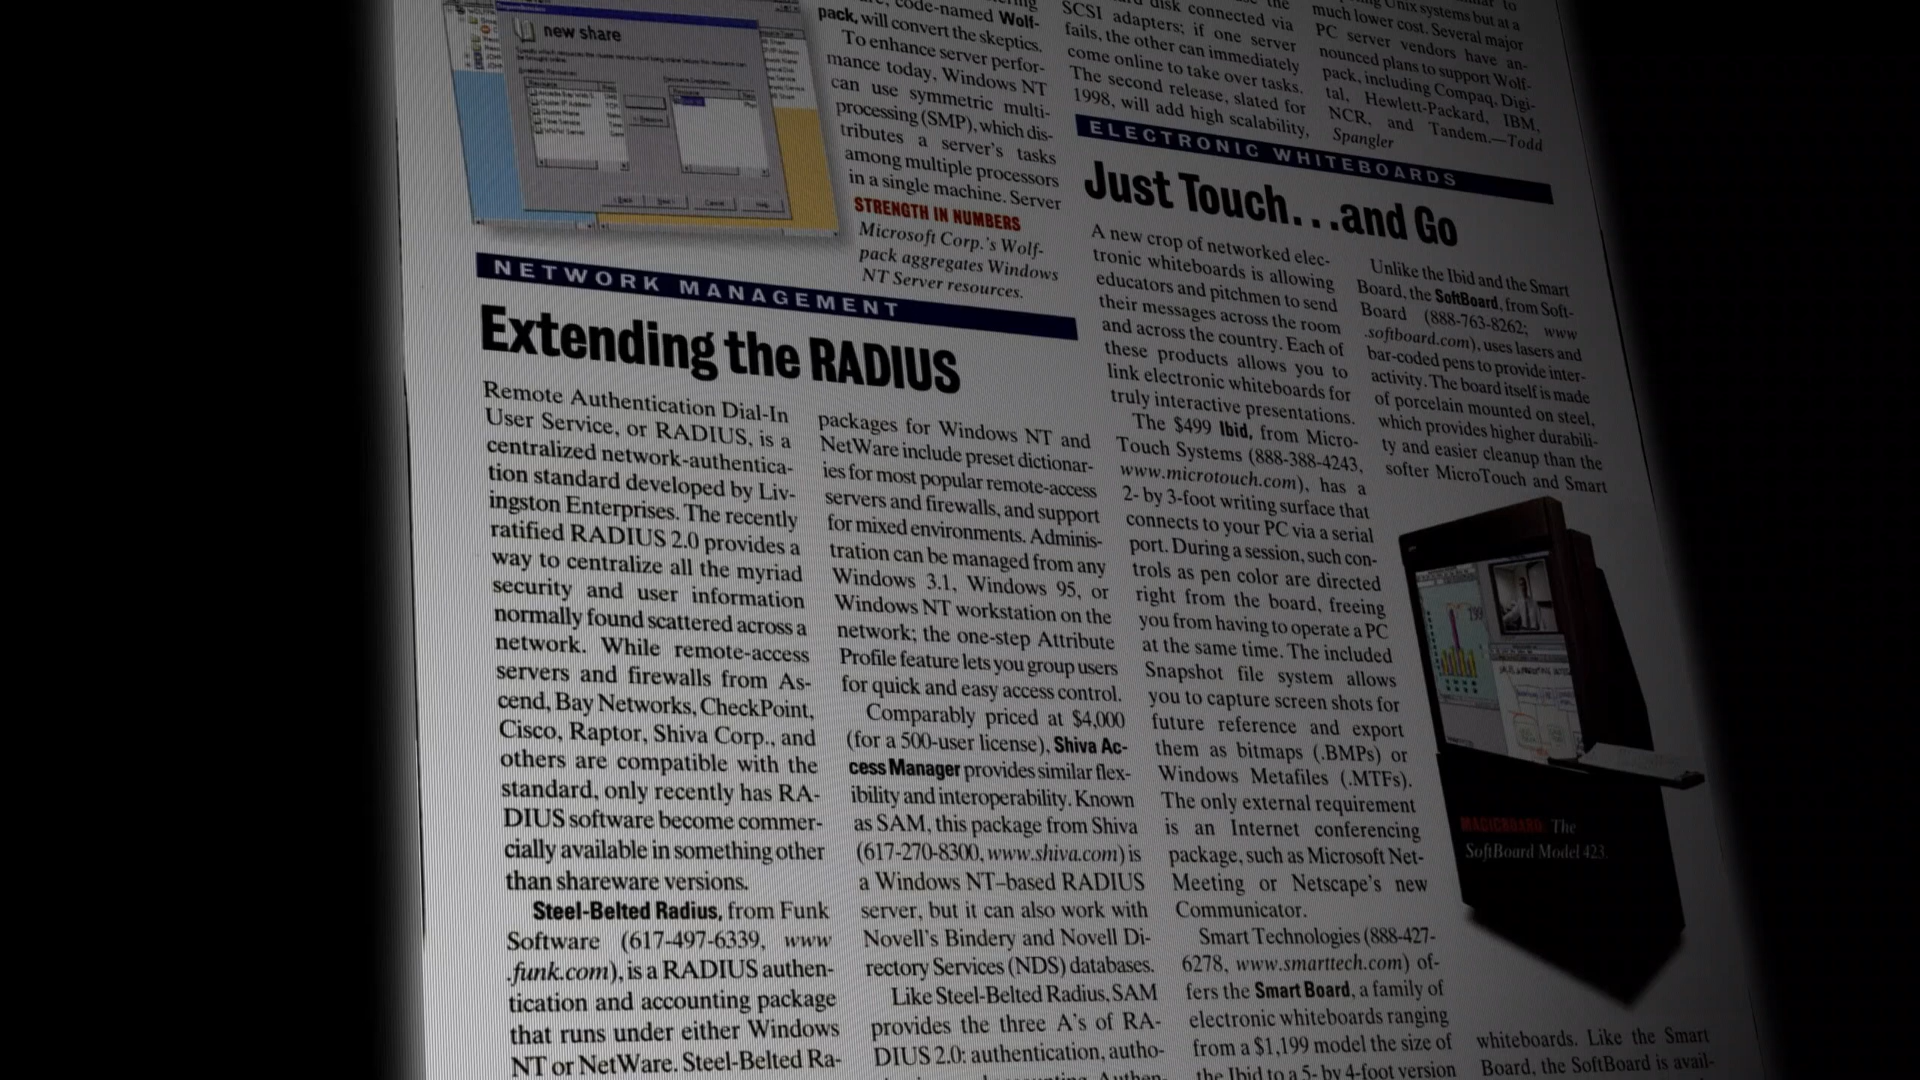 new share
code-named Wolf-
pack, will convert the skeptics.
To enhance server perfor-
mance today, Windows NT
can use symmetric multi-
processing (SMP), which dis-
tributes a server's tasks
among multiple processors
in a single machine. Server
STRENGTH IN NUMBERS
Microsoft Corp.'s Wolf-
pack aggregates Windows
NT Server resources.
disk connected via
SCSI adapters; if one server
fails, the other can immediately
come online to take over tasks.
The second release, slated for
1998, will add high scalability,
Unix systems but at a
much lower cost. Several major
PC server vendors have an-
nounced plans to support Wolf-
pack, including Compaq, Digi-
tal, Hewlett-Packard, IBM,
NCR, and Tandem.—Todd
Spangler
NETWORK MANAGEMENT
Extending the RADIUS
Remote Authentication Dial-In
User Service, or RADIUS, is a
centralized network-authentica-
tion standard developed by Liv-
ingston Enterprises. The recently
ratified RADIUS 2.0 provides a
way to centralize all the myriad
security and user information
normally found scattered across a
network. While remote-access
servers and firewalls from As-
cend, Bay Networks, CheckPoint,
Cisco, Raptor, Shiva Corp., and
others are compatible with the
standard, only recently has RA-
DIUS software become commer-
cially available in something other
than shareware versions.
Steel-Belted Radius, from Funk
Software (617-497-6339, www
.funk.com), is a RADIUS authen-
tication and accounting package
that runs under either Windows
NT or NetWare. Steel-Belted Ra-
packages for Windows NT and
NetWare include preset dictionar-
ies for most popular remote-access
servers and firewalls, and support
for mixed environments. Adminis-
tration can be managed from any
Windows 3.1, Windows 95, or
Windows NT workstation on the
network; the one-step Attribute
Profile feature lets you group users
for quick and easy access control.
Comparably priced at $4,000
(for a 500-user license), Shiva Ac-
cess Manager provides similar flex-
ibility and interoperability. Known
as SAM, this package from Shiva
(617-270-8300, www.shiva.com) is
a Windows NT–based RADIUS
server, but it can also work with
Novell's Bindery and Novell Di-
rectory Services (NDS) databases.
Like Steel-Belted Radius, SAM
provides the three A's of RA-
DIUS 2.0: authentication, autho-
ELECTRONIC WHITEBOARDS
Just Touch...and Go
A new crop of networked elec-
tronic whiteboards is allowing
educators and pitchmen to send
their messages across the room
and across the country. Each of
these products allows you to
link electronic whiteboards for
truly interactive presentations.
The $499 Ibid, from Micro-
Touch Systems (888-388-4243,
www.microtouch.com), has a
2- by 3-foot writing surface that
connects to your PC via a serial
port. During a session, such con-
trols as pen color are directed
right from the board, freeing
you from having to operate a PC
at the same time. The included
Snapshot file system allows
you to capture screen shots for
future reference and export
them as bitmaps (.BMPs) or
Windows Metafiles (.MTFs).
The only external requirement
is an Internet conferencing
package, such as Microsoft Net-
Meeting or Netscape's new
Communicator.
Smart Technologies (888-427-
6278, www.smarttech.com) of-
fers the Smart Board, a family of
electronic whiteboards ranging
from a $1,199 model the size of
the Ibid to a 5- by 4-foot version
Unlike the Ibid and the Smart
Board, the SoftBoard, from Soft-
Board (888-763-8262; www
.softboard.com), uses lasers and
bar-coded pens to provide inter-
activity. The board itself is made
of porcelain mounted on steel,
which provides higher durabili-
ty and easier cleanup than the
softer MicroTouch and Smart
MAGICBOARD The
SoftBoard Model 423.
whiteboards. Like the Smart
Board, the SoftBoard is avail-